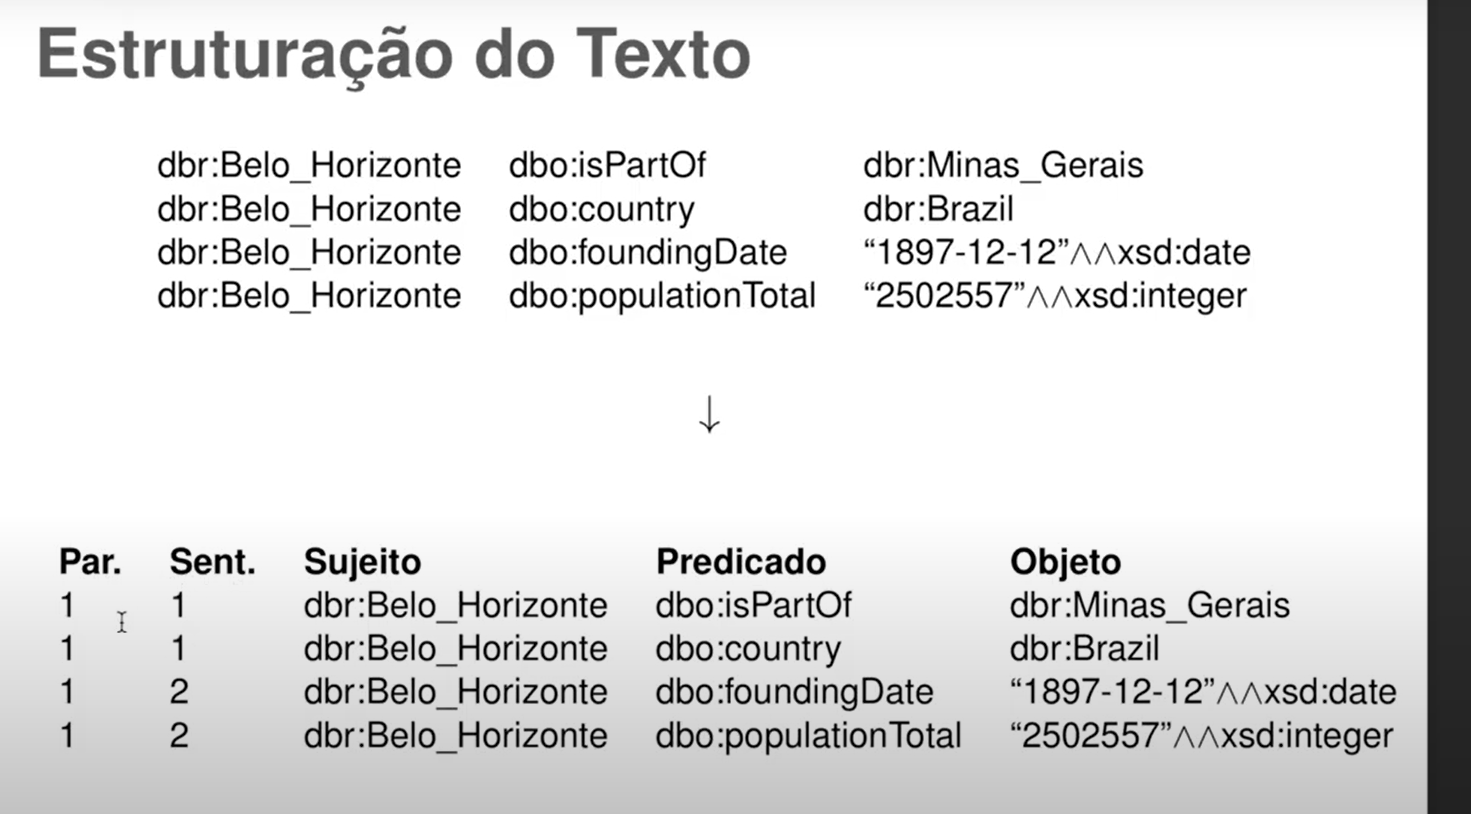 Estruturação do Texto
dbr:Belo_Horizonte dbo:isPartOf dbr:Minas_Gerais
dbr:Belo_Horizonte dbo:country dbr:Brazil
dbr:Belo_Horizonte dbo:foundingDate “1897-12-12”∧∧xsd:date
dbr:Belo_Horizonte dbo:populationTotal “2502557”∧∧xsd:integer
↓
Par. Sent. Sujeito Predicado Objeto
1 1 dbr:Belo_Horizonte dbo:isPartOf dbr:Minas_Gerais
1 1 dbr:Belo_Horizonte dbo:country dbr:Brazil
1 2 dbr:Belo_Horizonte dbo:foundingDate “1897-12-12”∧∧xsd:date
1 2 dbr:Belo_Horizonte dbo:populationTotal “2502557”∧∧xsd:integer